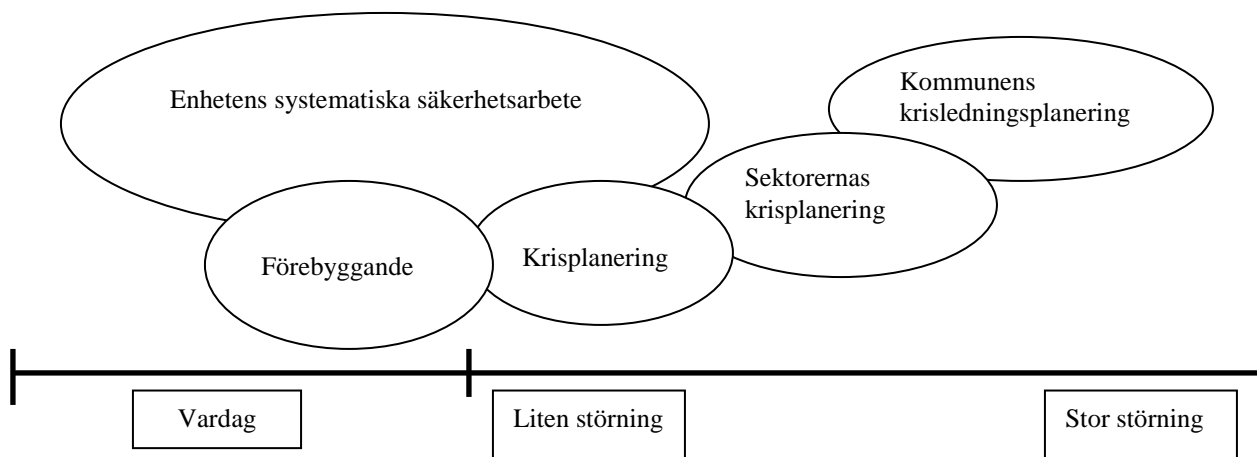 Enhetens systematiska säkerhetsarbete
Kommunens
krisledningsplanering
Sektorernas
krisplanering
Förebyggande
Krisplanering
Vardag
Liten störning
Stor störning